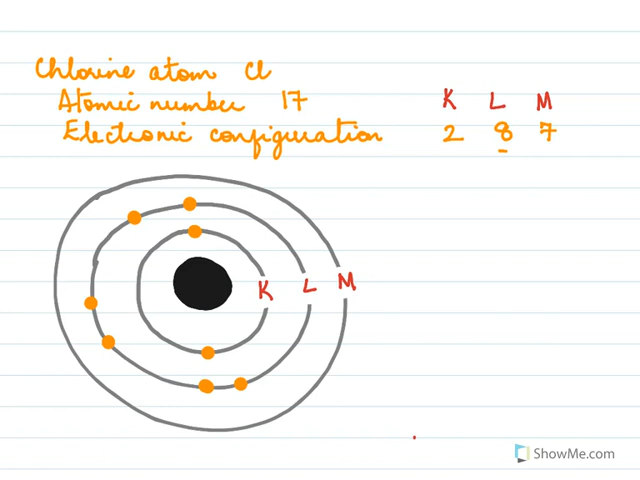 Chlorine atom Cl
Atomic number 17 K L M
Electronic configuration 2 8 7
K L M
ShowMe.com